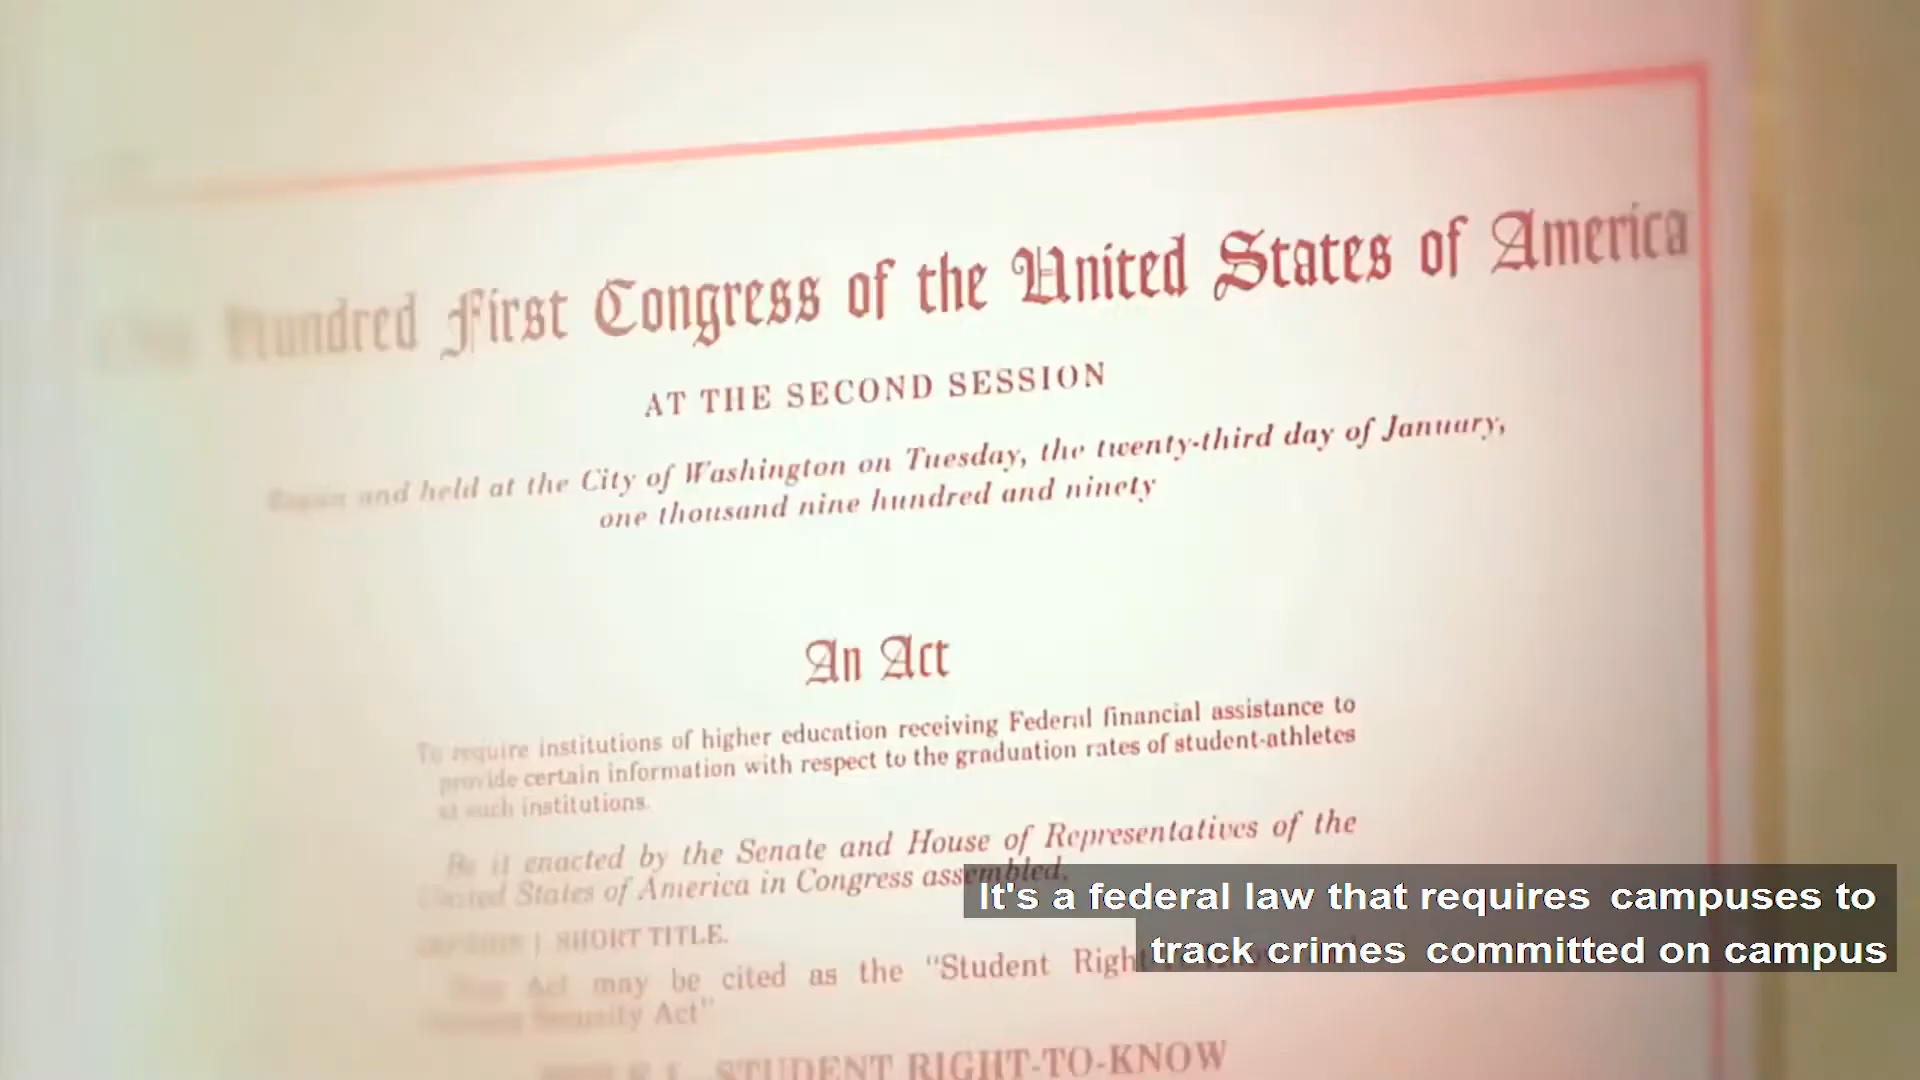 Hundred First Congress of the United States of America
AT THE SECOND SESSION
and held at the City of Washington on Tuesday, the twenty-third day of January,
one thousand nine hundred and ninety
An Act
To require institutions of higher education receiving Federal financial assistance to
provide certain information with respect to the graduation rates of student-athletes
at such institutions.
Be it enacted by the Senate and House of Representatives of the
United States of America in Congress assembled,
It's a federal law that requires campuses to
SHORT TITLE.
track crimes committed on campus
Act may be cited as the “Student Right
Security Act”
STUDENT RIGHT-TO-KNOW